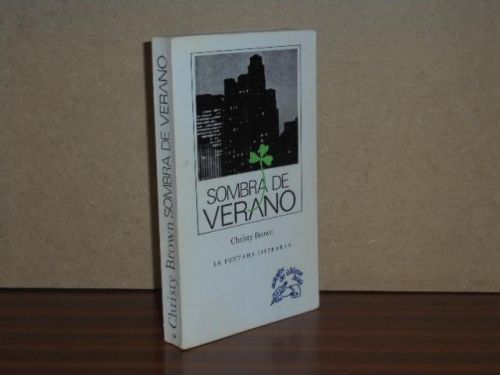 Christy Brown SOMBRA DE VERANO
SOMBRA DE
VERANO
Christy Brown
LA FONTANA LITERARIA